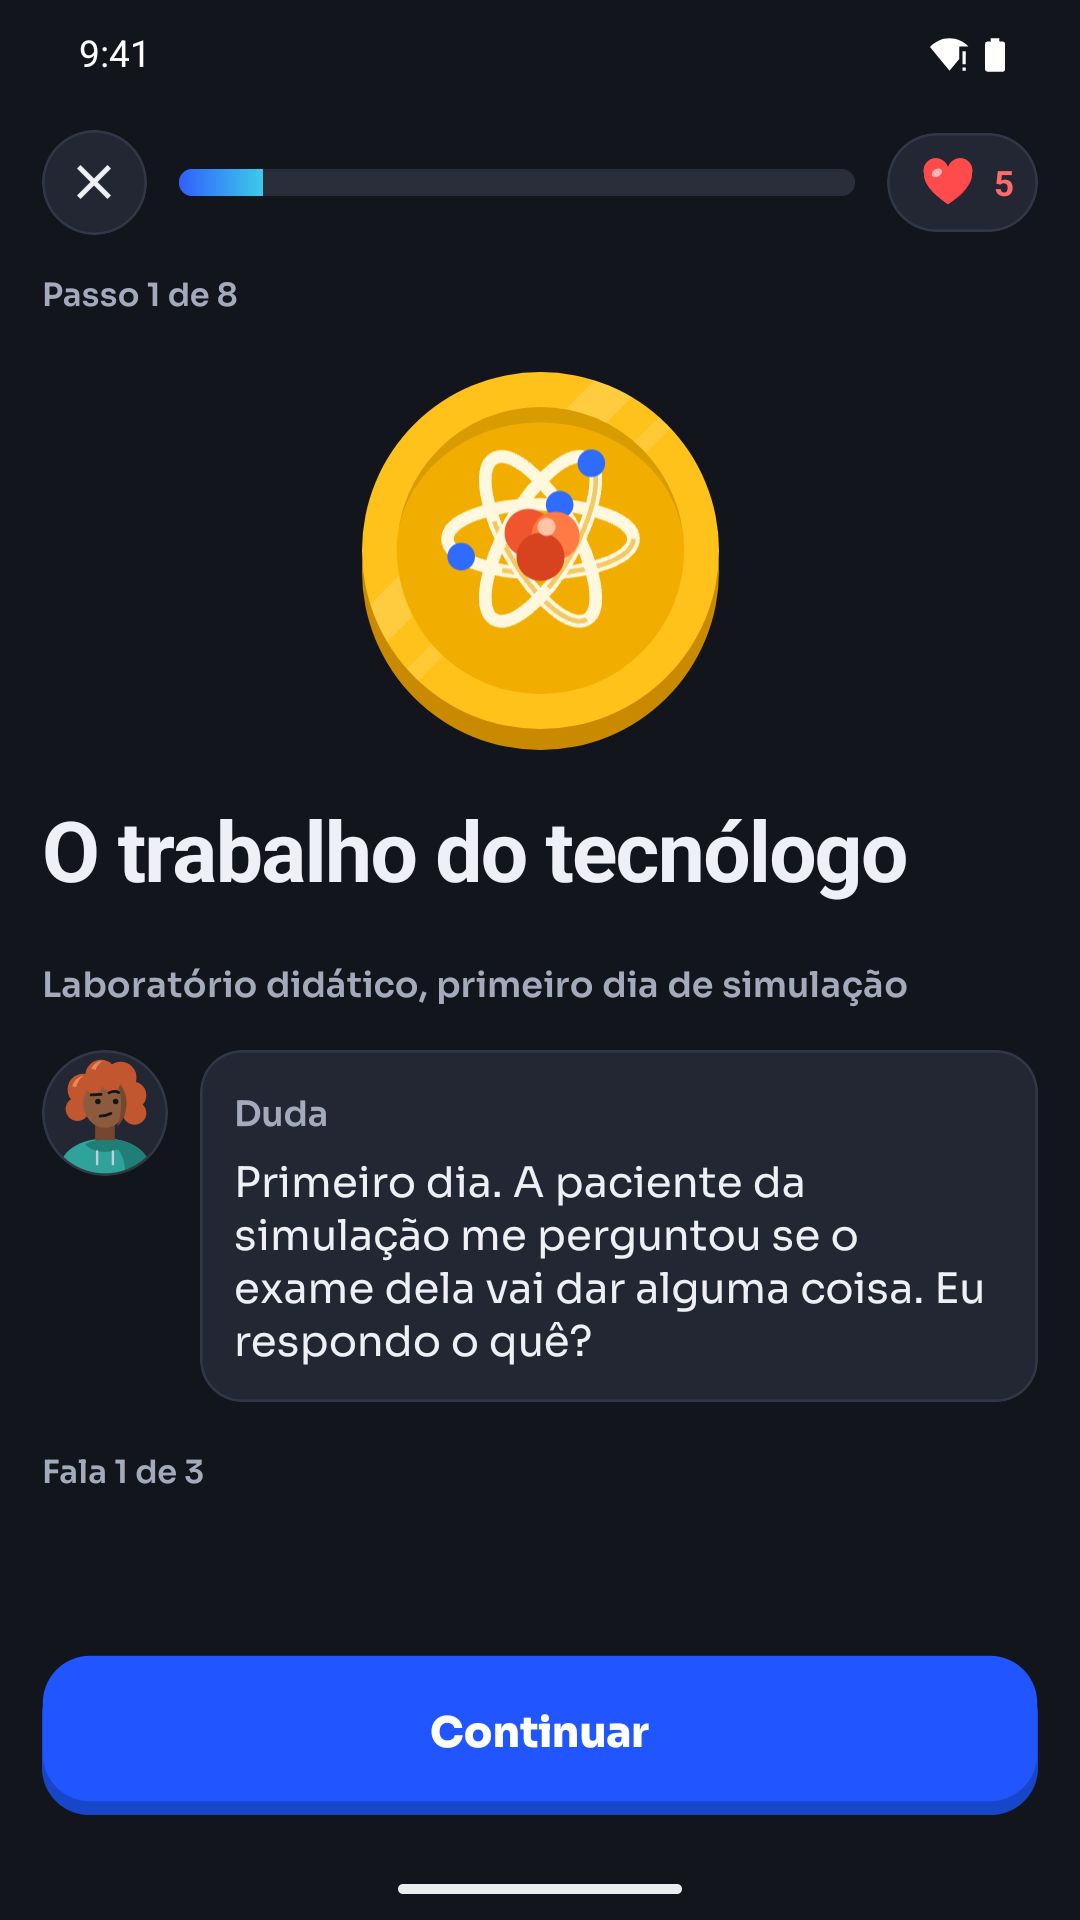 9:41
5
Passo 1 de 8
O trabalho do tecnólogo
Laboratório didático, primeiro dia de simulação
Duda
Primeiro dia. A paciente da
simulação me perguntou se o
exame dela vai dar alguma coisa. Eu
respondo o quê?
Fala 1 de 3
Continuar